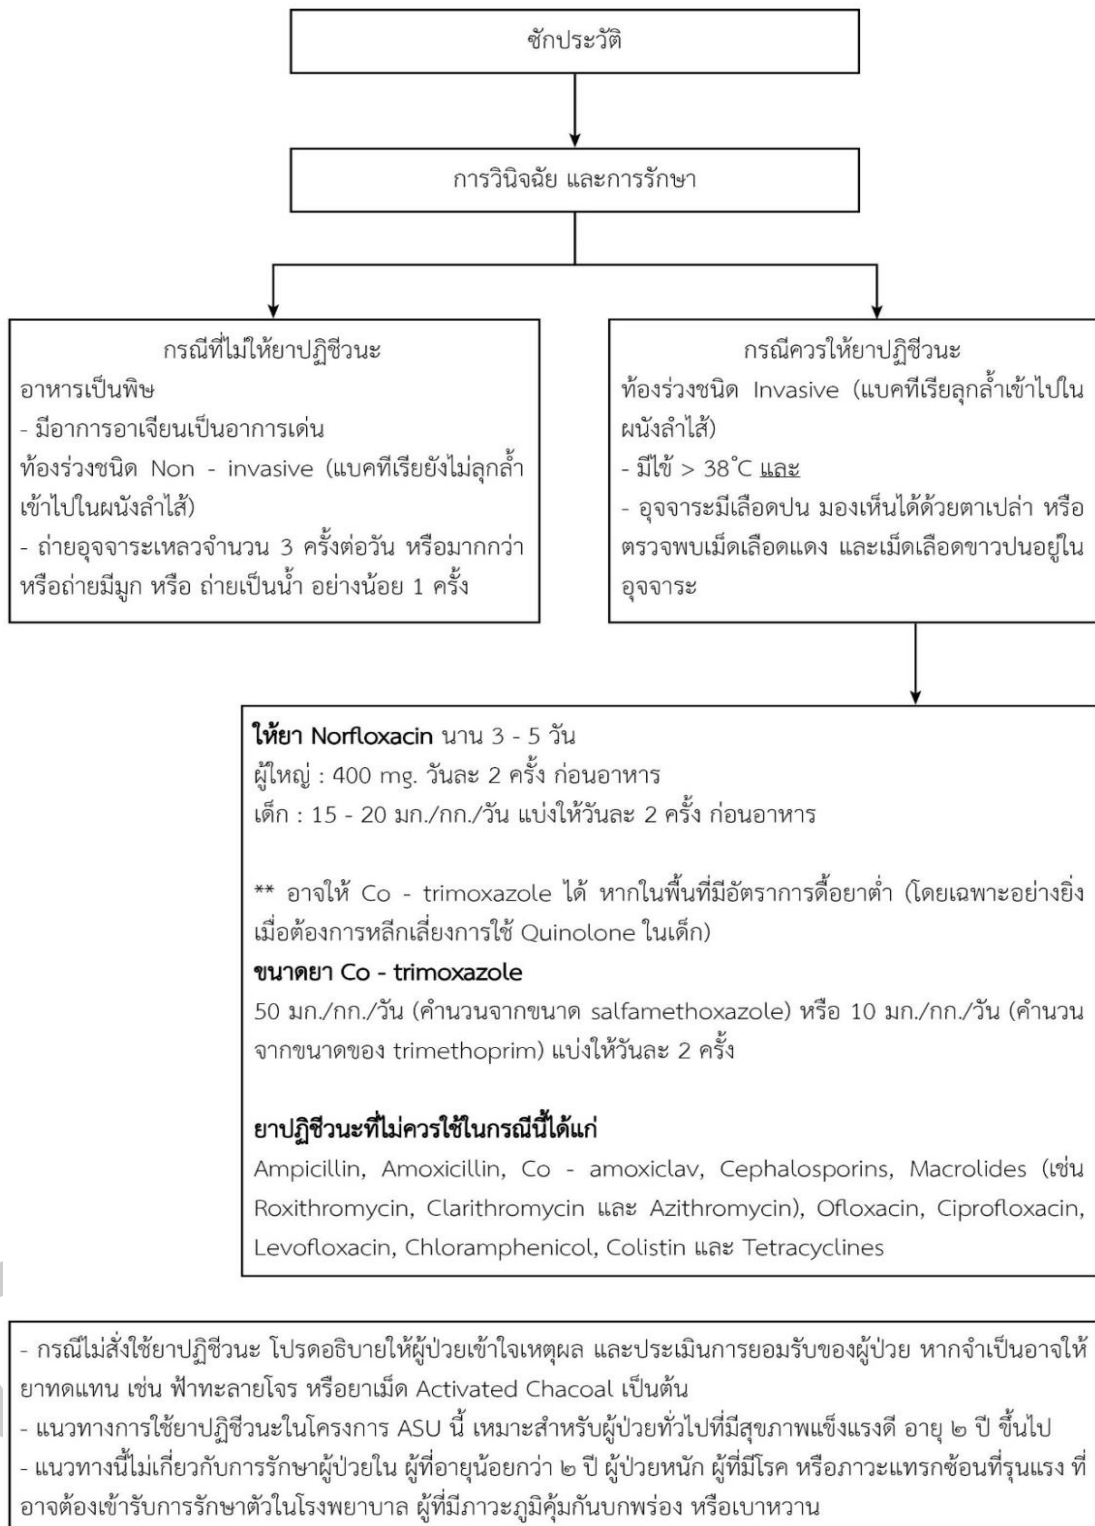 ซักประวัติ
การวินิจฉัย และการรักษา
กรณีที่ไม่ให้ยาปฏิชีวนะ
อาหารเป็นพิษ
- มีอาการอาเจียนเป็นอาการเด่น
ท้องร่วงชนิด Non - invasive (แบคทีเรียยังไม่ลุกล้ำ
เข้าไปในผนังลำไส้)
- ถ่ายอุจจาระเหลวจำนวน 3 ครั้งต่อวัน หรือมากกว่า
หรือถ่ายมีมูก หรือ ถ่ายเป็นน้ำ อย่างน้อย 1 ครั้ง
กรณีควรให้ยาปฏิชีวนะ
ท้องร่วงชนิด Invasive (แบคทีเรียลุกล้ำเข้าไปใน
ผนังลำไส้)
- มีไข้ > 38°C และ
- อุจจาระมีเลือดปน มองเห็นได้ด้วยตาเปล่า หรือ
ตรวจพบเม็ดเลือดแดง และเม็ดเลือดขาวปนอยู่ใน
อุจจาระ
ให้ยา Norfloxacin นาน 3 - 5 วัน
ผู้ใหญ่ : 400 mg. วันละ 2 ครั้ง ก่อนอาหาร
เด็ก : 15 - 20 มก./กก./วัน แบ่งให้วันละ 2 ครั้ง ก่อนอาหาร
** อาจให้ Co - trimoxazole ได้ หากในพื้นที่มีอัตราการดื้อยาต่ำ (โดยเฉพาะอย่างยิ่ง
เมื่อต้องการหลีกเลี่ยงการใช้ Quinolone ในเด็ก)
ขนาดยา Co - trimoxazole
50 มก./กก./วัน (คำนวนจากขนาด salfamethoxazole) หรือ 10 มก./กก./วัน (คำนวน
จากขนาดของ trimethoprim) แบ่งให้วันละ 2 ครั้ง
ยาปฏิชีวนะที่ไม่ควรใช้ในกรณีนี้ได้แก่
Ampicillin, Amoxicillin, Co - amoxiclav, Cephalosporins, Macrolides (เช่น
Roxithromycin, Clarithromycin และ Azithromycin), Ofloxacin, Ciprofloxacin,
Levofloxacin, Chloramphenicol, Colistin และ Tetracyclines
- กรณีไม่สั่งใช้ยาปฏิชีวนะ โปรดอธิบายให้ผู้ป่วยเข้าใจเหตุผล และประเมินการยอมรับของผู้ป่วย หากจำเป็นอาจให้
ยาทดแทน เช่น ฟ้าทะลายโจร หรือยาเม็ด Activated Chacoal เป็นต้น
- แนวทางการใช้ยาปฏิชีวนะในโครงการ ASU นี้ เหมาะสำหรับผู้ป่วยทั่วไปที่มีสุขภาพแข็งแรงดี อายุ ๒ ปี ขึ้นไป
- แนวทางนี้ไม่เกี่ยวกับการรักษาผู้ป่วยใน ผู้ที่อายุน้อยกว่า ๒ ปี ผู้ป่วยหนัก ผู้ที่มีโรค หรือภาวะแทรกซ้อนที่รุนแรง ที่
อาจต้องเข้ารับการรักษาตัวในโรงพยาบาล ผู้ที่มีภาวะภูมิคุ้มกันบกพร่อง หรือเบาหวาน